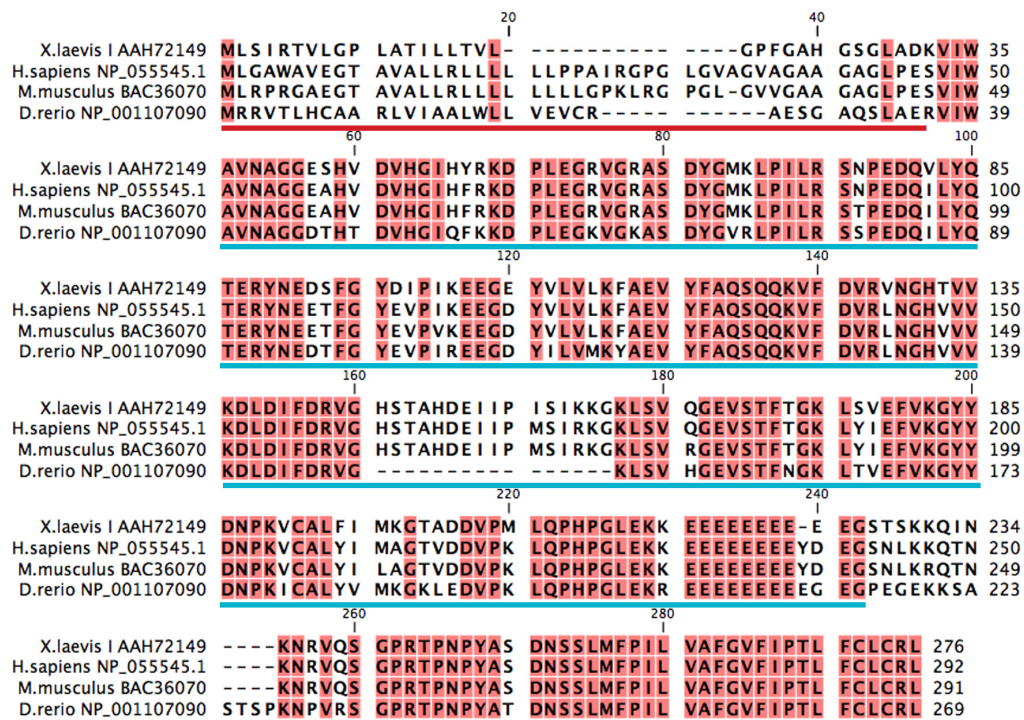 20 40
X.laevis I AAH72149 MLSIRTVLGP LATILLTVL- ---------- -----GPFGAH GSGLADKVIW 35
H.sapiens NP_055545.1 MLGAWAVEGT AVALLRLLLL LLPPAIRGPG LGVAGVAGAA GAGLPESVIW 50
M.musculus BAC36070 MLRPRGAEGT AVALLRLLLL LLLLGPKLRG PGL-GVVGAA GAGLPESVIW 49
D.rerio NP_001107090 MRRVTLHCAA RLVIAALWLL VEVCR----- ------AESG AQSLAERVIW 39
60 80 100
X.laevis I AAH72149 AVNAGGESHV DVHGIHYRKD PLEGRVGRAS DYGMKLPILR SNPEDQVLYQ 85
H.sapiens NP_055545.1 AVNAGGEAHV DVHGIHFRKD PLEGRVGRAS DYGMKLPILR SNPEDQILYQ 100
M.musculus BAC36070 AVNAGGEAHV DVHGIHFRKD PLEGRVGRAS DYGMKLPILR STPEDQILYQ 99
D.rerio NP_001107090 AVNAGGDTHT DVHGIQFKKD PLEGKVGKAS DYGVRLPILR SSPEDQILYQ 89
120 140
X.laevis I AAH72149 TERYNEDSFG YDIPIKEEGE YVLVLKFAEV YFAQSQQKVF DVRVNGHTVV 135
H.sapiens NP_055545.1 TERYNEETFG YEVPIKEEGD YVLVLKFAEV YFAQSQQKVF DVRLNGHVVV 150
M.musculus BAC36070 TERYNEETFG YEVPVKEEGD YVLVLKFAEV YFAQSQQKVF DVRLNGHVVV 149
D.rerio NP_001107090 TERYNEDTFG YEVPIREEGD YILVMKYAEV YFAQSQQKVF DVRLNGHVVV 139
160 180 200
X.laevis I AAH72149 KDLDIFDRVG HSTAHDEIIP ISIKKGKLSV QGEVSTFTGK LSVEFVKGYY 185
H.sapiens NP_055545.1 KDLDIFDRVG HSTAHDEIIP MSIRKGKLSV QGEVSTFTGK LYIEFVKGYY 200
M.musculus BAC36070 KDLDIFDRVG HSTAHDEIIP MSIRKGKLSV RGEVSTFTGK LYIEFVKGYY 199
D.rerio NP_001107090 KDLDIFDRVG ---------- ------KLSV HGEVSTFNGK LTVEFVKGYY 173
220 240
X.laevis I AAH72149 DNPKVCALFI MKGTADDVPM LQPHPGLEKK EEEEEEEE-E EGSTSKKQIN 234
H.sapiens NP_055545.1 DNPKVCALYI MAGTVDDVPK LQPHPGLEKK EEEEEEEEYD EGSNLKKQTN 250
M.musculus BAC36070 DNPKVCALYI LAGTVDDVPK LQPHPGLEKK EEEEEEEEYD EGSNLKRQTN 249
D.rerio NP_001107090 DNPKICALYV MKGKLEDVPK LQPHPGLEKR EEEEEEEEEG EGPEGEKKSA 223
260 280
X.laevis I AAH72149 ----KNRVQS GPRTPNPYAS DNSSLMFPIL VAFGVFIPTL FCLCRL 276
H.sapiens NP_055545.1 ----KNRVQS GPRTPNPYAS DNSSLMFPIL VAFGVFIPTL FCLCRL 292
M.musculus BAC36070 ----KNRVQS GPRTPNPYAS DNSSLMFPIL VAFGVFIPTL FCLCRL 291
D.rerio NP_001107090 STSPKNPVRS GPRTPNPYAT DNSSLMFPIL VAFGVFIPTL FCLCRL 269